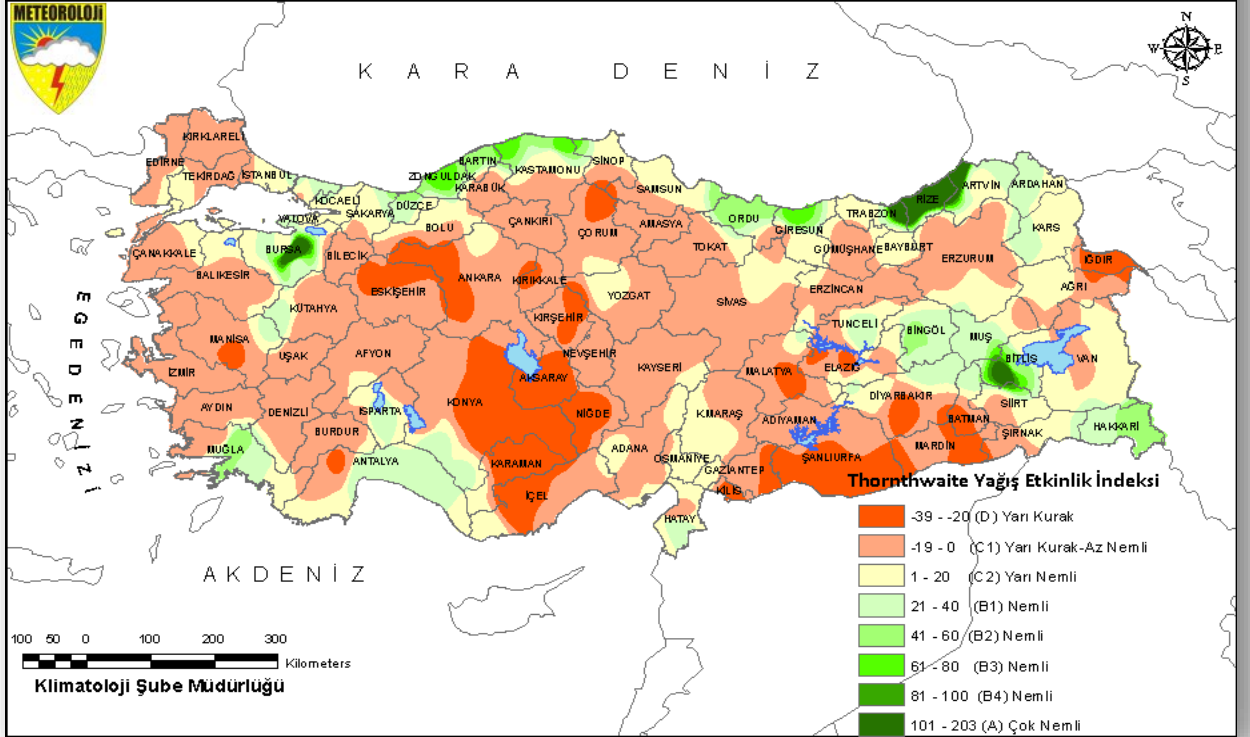 METEOROLOJİ
N
W E
S
KARA DENİZ
KIRKLARELİ
EDİRNE
TEKİRDAĞ
İSTANBUL
KOCAELİ
YALOVA
SAKARYA
DÜZCE
ZONGULDAK
BARTIN
KARABÜK
KASTAMONU
SİNOP
SAMSUN
BOLU
ÇANKIRI
ÇORUM
AMASYA
TOKAT
ORDU
GİRESUN
TRABZON
RİZE
ARTVİN
ARDAHAN
KARS
GÜMÜŞHANE
BAYBURT
ERZURUM
IĞDIR
AĞRI
ÇANAKKALE
BALIKESİR
BURSA
BİLECİK
ESKİŞEHİR
ANKARA
KIRIKKALE
YOZGAT
SİVAS
ERZİNCAN
TUNCELİ
BİNGÖL
MUŞ
BİTLİS
VAN
KÜTAHYA
MANİSA
UŞAK
AFYON
KIRŞEHİR
NEVŞEHİR
KAYSERİ
MALATYA
ELAZIĞ
İZMİR
AYDIN
DENİZLİ
ISPARTA
BURDUR
KONYA
AKSARAY
NİĞDE
K.MARAŞ
ADIYAMAN
DİYARBAKIR
BATMAN
SİİRT
ŞIRNAK
HAKKARİ
MARDİN
MUĞLA
ANTALYA
KARAMAN
İÇEL
ADANA
OSMANİYE
GAZİANTEP
KİLİS
ŞANLIURFA
HATAY
EGE DENİZİ
AKDENİZ
Thornthwaite Yağış Etkinlik İndeksi
-39 - -20 (D) Yarı Kurak
-19 - 0 (C1) Yarı Kurak-Az Nemli
1 - 20 (C2) Yarı Nemli
21 - 40 (B1) Nemli
41 - 60 (B2) Nemli
61 - 80 (B3) Nemli
81 - 100 (B4) Nemli
101 - 203 (A) Çok Nemli
100 50 0 100 200 300
Kilometers
Klimatoloji Şube Müdürlüğü